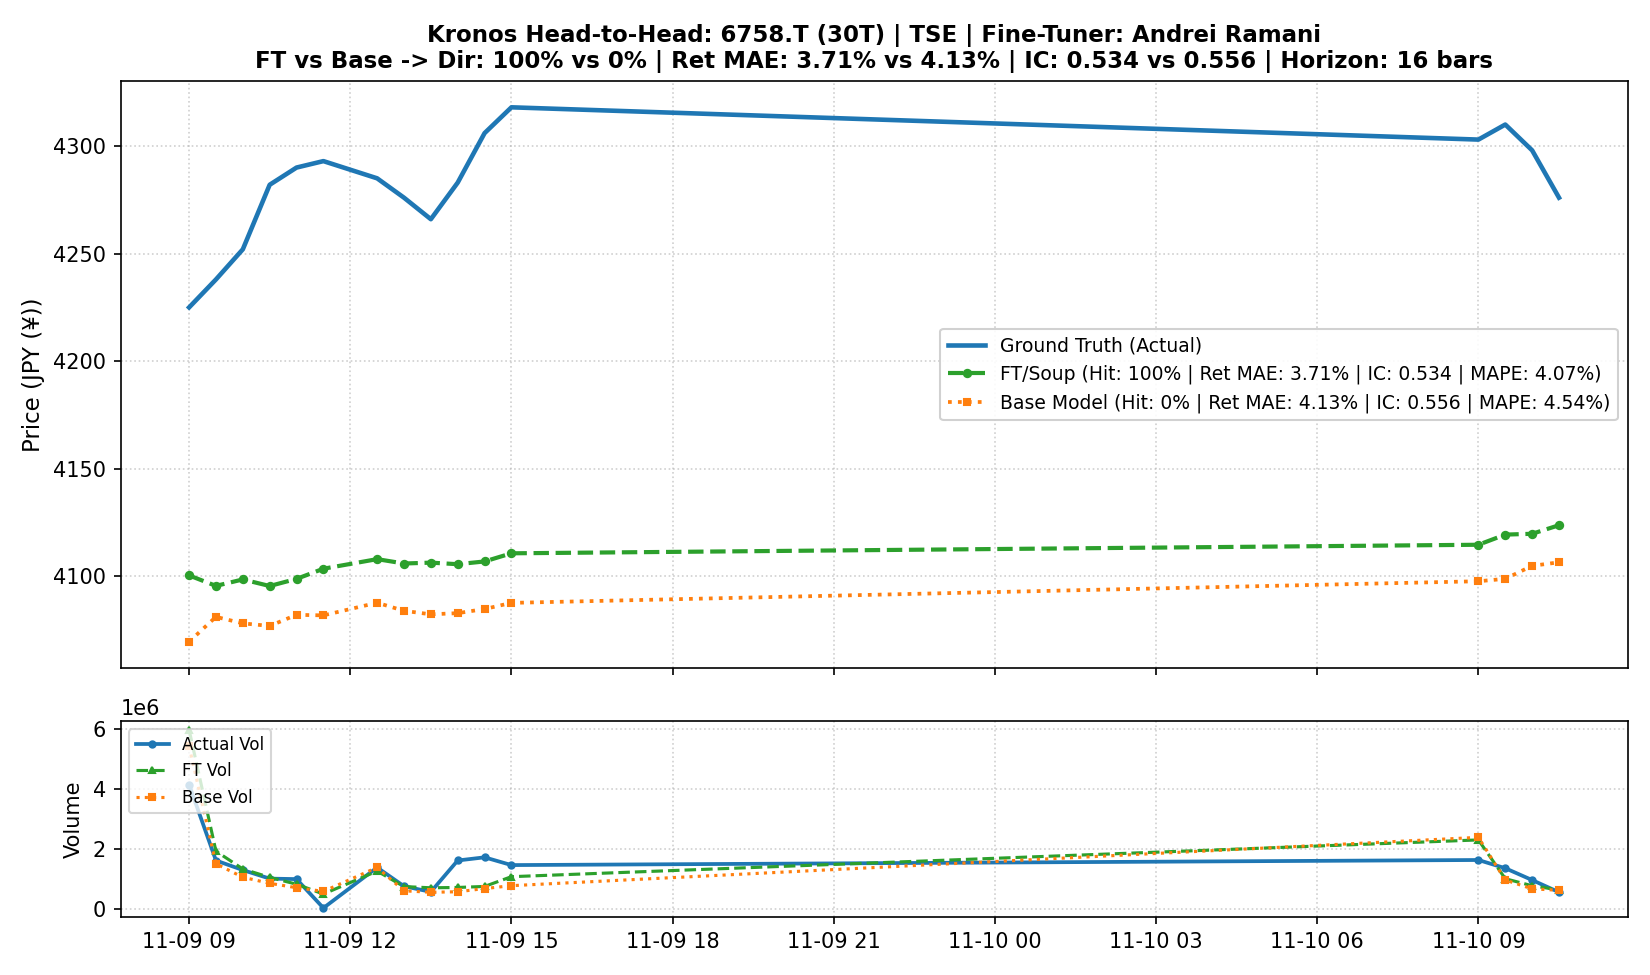 Kronos Head-to-Head: 6758.T (30T) | TSE | Fine-Tuner: Andrei Ramani
FT vs Base -> Dir: 100% vs 0% | Ret MAE: 3.71% vs 4.13% | IC: 0.534 vs 0.556 | Horizon: 16 bars
Price (JPY (¥))
4300
4250
4200
4150
4100
Ground Truth (Actual)
FT/Soup (Hit: 100% | Ret MAE: 3.71% | IC: 0.534 | MAPE: 4.07%)
Base Model (Hit: 0% | Ret MAE: 4.13% | IC: 0.556 | MAPE: 4.54%)
1e6
Volume
6
4
2
0
Actual Vol
FT Vol
Base Vol
11-09 09
11-09 12
11-09 15
11-09 18
11-09 21
11-10 00
11-10 03
11-10 06
11-10 09